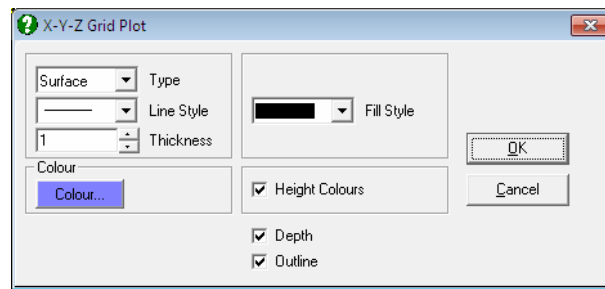 X-Y-Z Grid Plot
Surface Type
Line Style
1 Thickness
Fill Style
OK
Colour
Colour...
Height Colours
Cancel
Depth
Outline